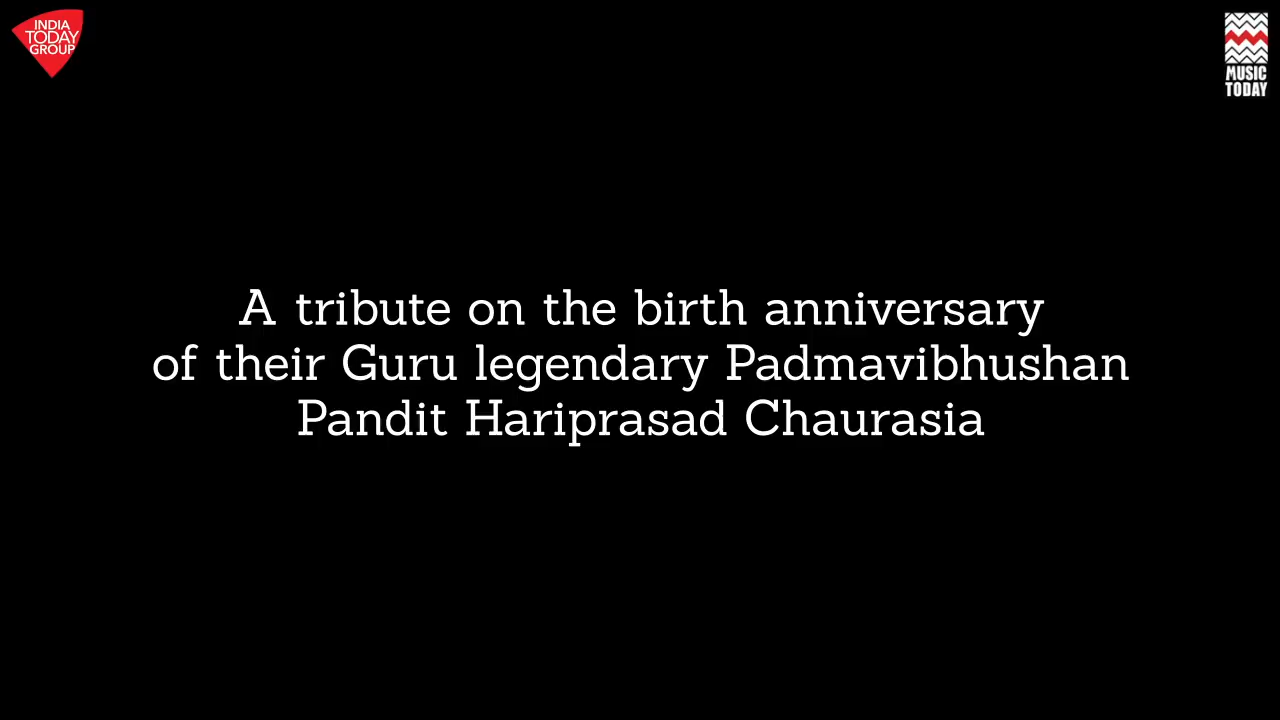 INDIA
TODAY
GROUP
MUSIC
TODAY
A tribute on the birth anniversary
of their Guru legendary Padmavibhushan
Pandit Hariprasad Chaurasia